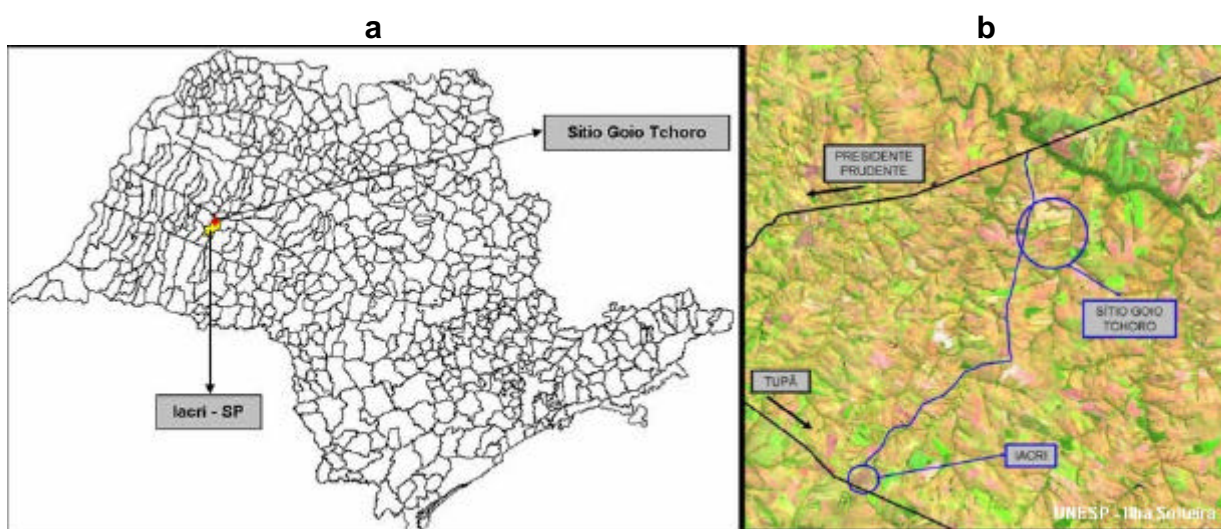 a
b
Sítio Goio Tchoro
Iacri - SP
PRESIDENTE
PRUDENTE
SÍTIO GOIO
TCHORO
TUPÃ
IACRI
UNESP - Ilha Solteira